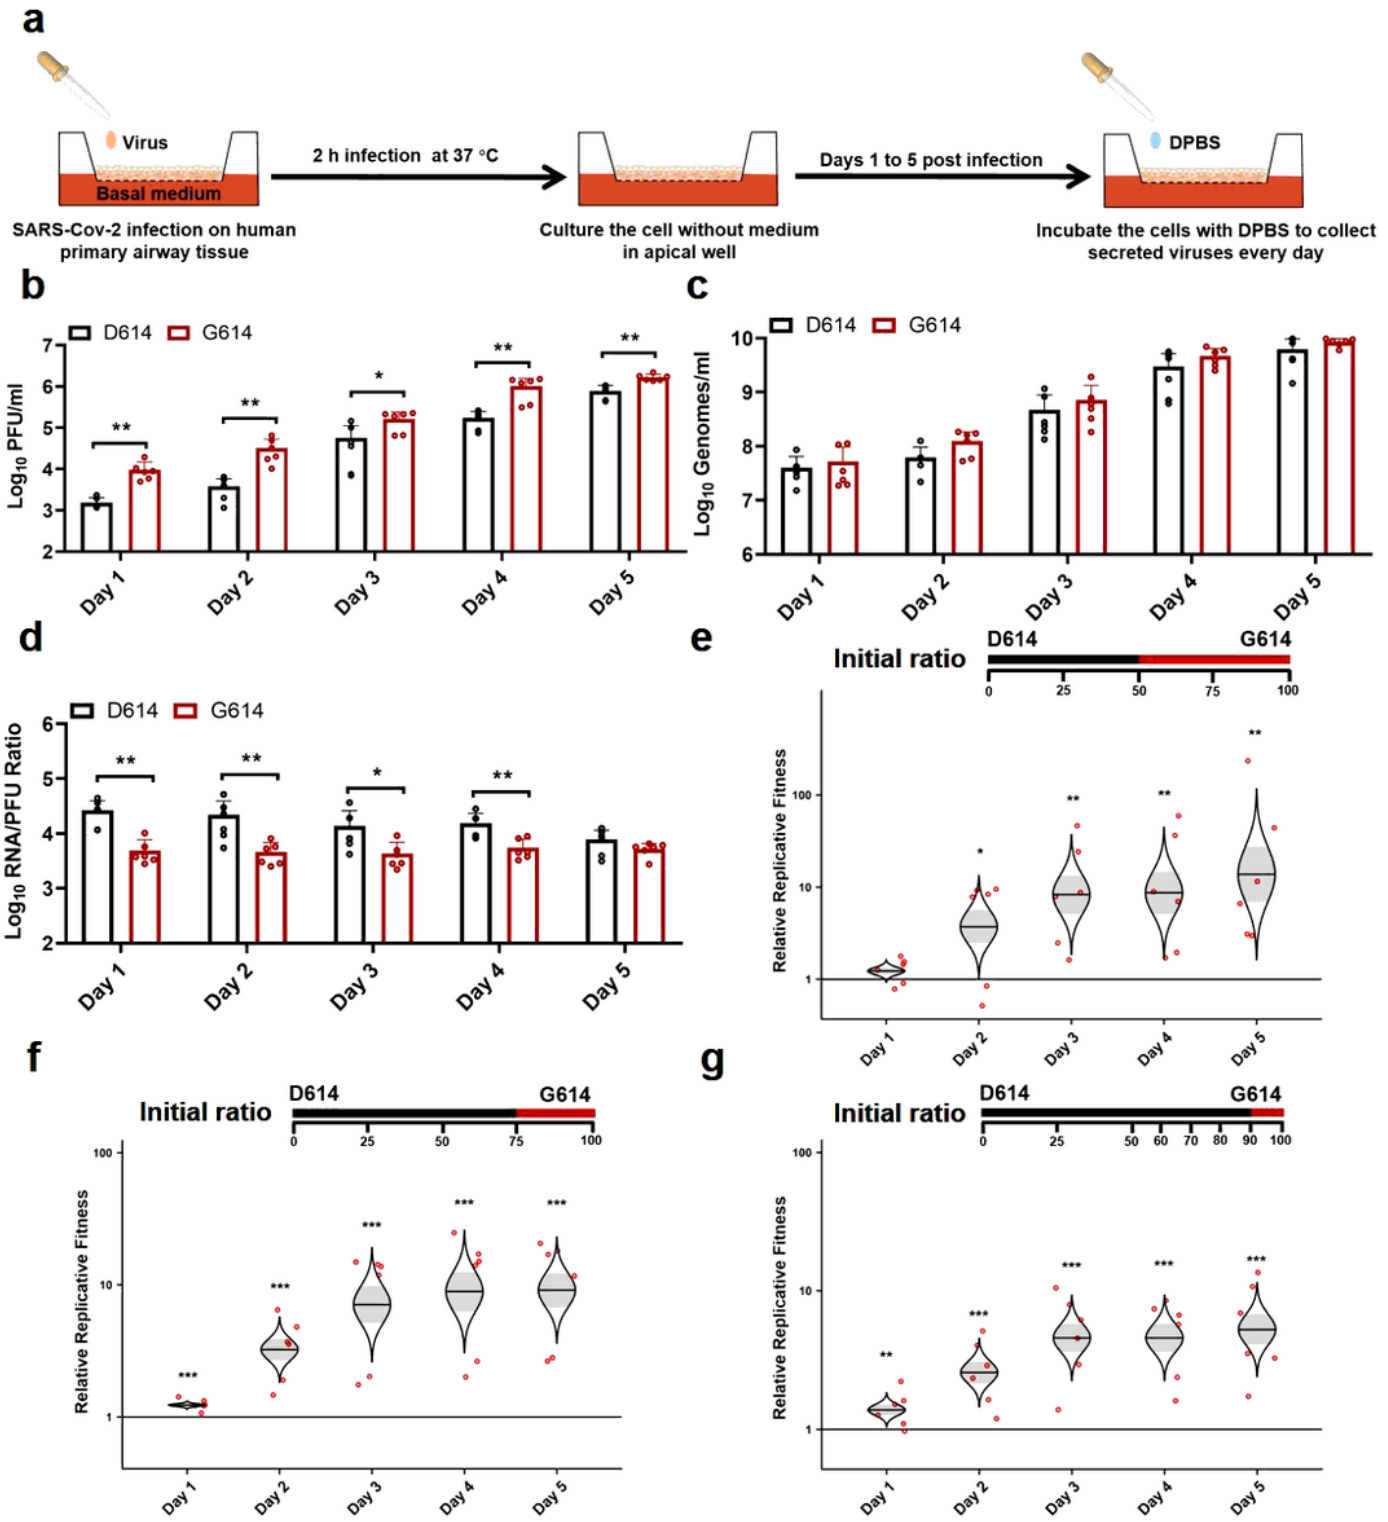 a
Virus
Basal medium
2 h infection at 37 °C
Days 1 to 5 post infection
DPBS
SARS-Cov-2 infection on human
primary airway tissue
Culture the cell without medium
in apical well
Incubate the cells with DPBS to collect
secreted viruses every day
b
D614 G614
Log10 PFU/ml
7
6
5
4
3
2
** ** * ** **
Day 1 Day 2 Day 3 Day 4 Day 5
c
D614 G614
Log10 Genomes/ml
10
9
8
7
6
Day 1 Day 2 Day 3 Day 4 Day 5
d
D614 G614
Log10 RNA/PFU Ratio
6
5
4
3
2
** ** * **
Day 1 Day 2 Day 3 Day 4 Day 5
e
D614 G614
Initial ratio
0 25 50 75 100
Relative Replicative Fitness
100
10
1
* ** ** **
Day 1 Day 2 Day 3 Day 4 Day 5
f
D614 G614
Initial ratio
0 25 50 75 100
Relative Replicative Fitness
100
10
1
*** *** *** *** ***
Day 1 Day 2 Day 3 Day 4 Day 5
g
D614 G614
Initial ratio
0 25 50 60 70 80 90 100
Relative Replicative Fitness
100
10
1
** *** *** *** ***
Day 1 Day 2 Day 3 Day 4 Day 5